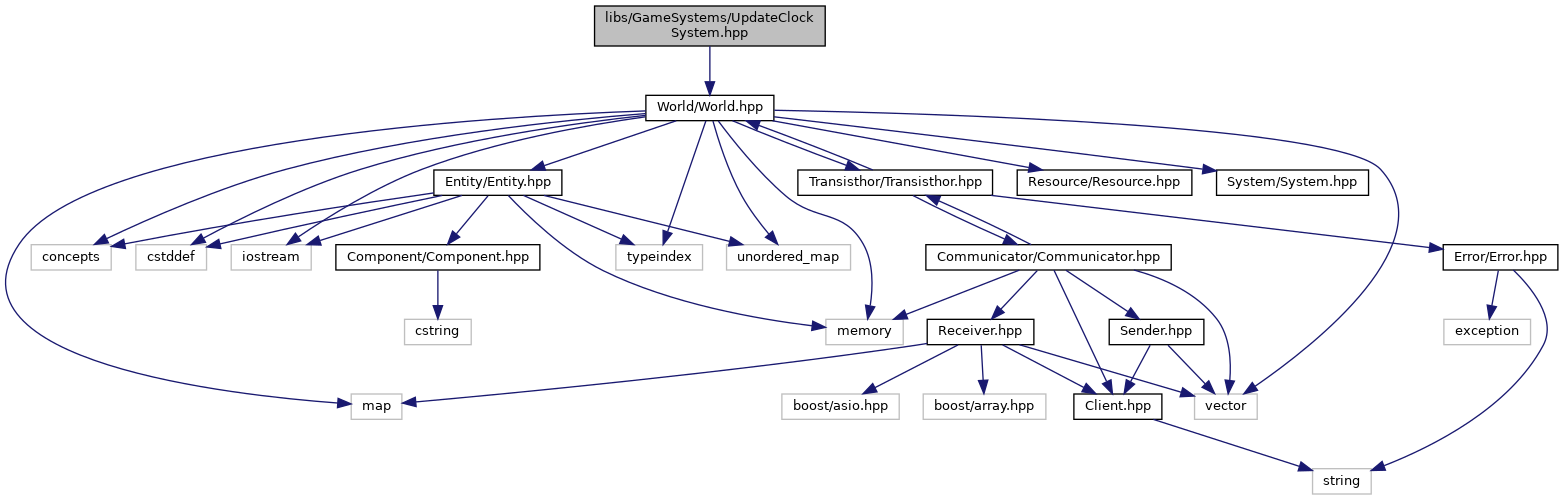 libs/GameSystems/UpdateClock
System.hpp
World/World.hpp
Entity/Entity.hpp
Transisthor/Transisthor.hpp
Resource/Resource.hpp
System/System.hpp
concepts
cstddef
iostream
Component/Component.hpp
typeindex
unordered_map
Communicator/Communicator.hpp
Error/Error.hpp
cstring
memory
Receiver.hpp
Sender.hpp
exception
map
boost/asio.hpp
boost/array.hpp
Client.hpp
vector
string